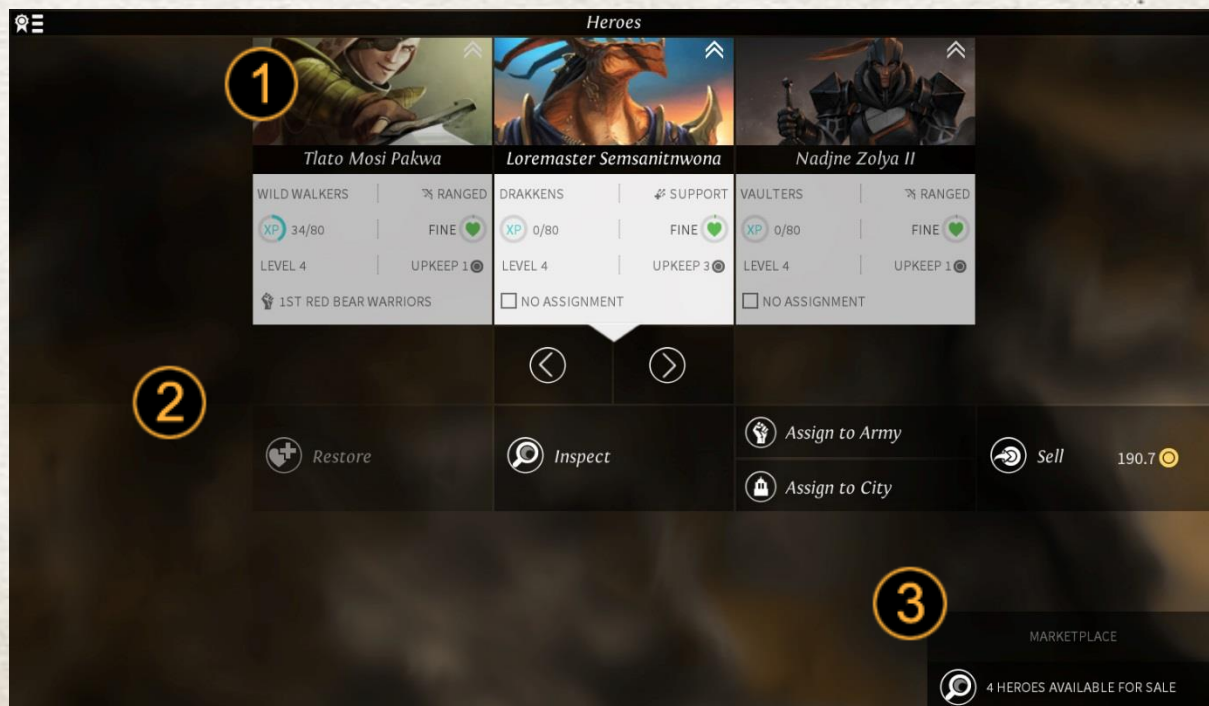 Heroes
1
Tlato Mosi Pakwa
WILD WALKERS
RANGED
XP 34/80
FINE
LEVEL 4
UPKEEP 1
1ST RED BEAR WARRIORS
Loremaster Semsanitnwona
DRAKKENS
SUPPORT
XP 0/80
FINE
LEVEL 4
UPKEEP 3
NO ASSIGNMENT
Nadjne Zolya II
VAULTERS
RANGED
XP 0/80
FINE
LEVEL 4
UPKEEP 1
NO ASSIGNMENT
2
Restore
Inspect
Assign to Army
Assign to City
Sell 190.7
3
MARKETPLACE
4 HEROES AVAILABLE FOR SALE